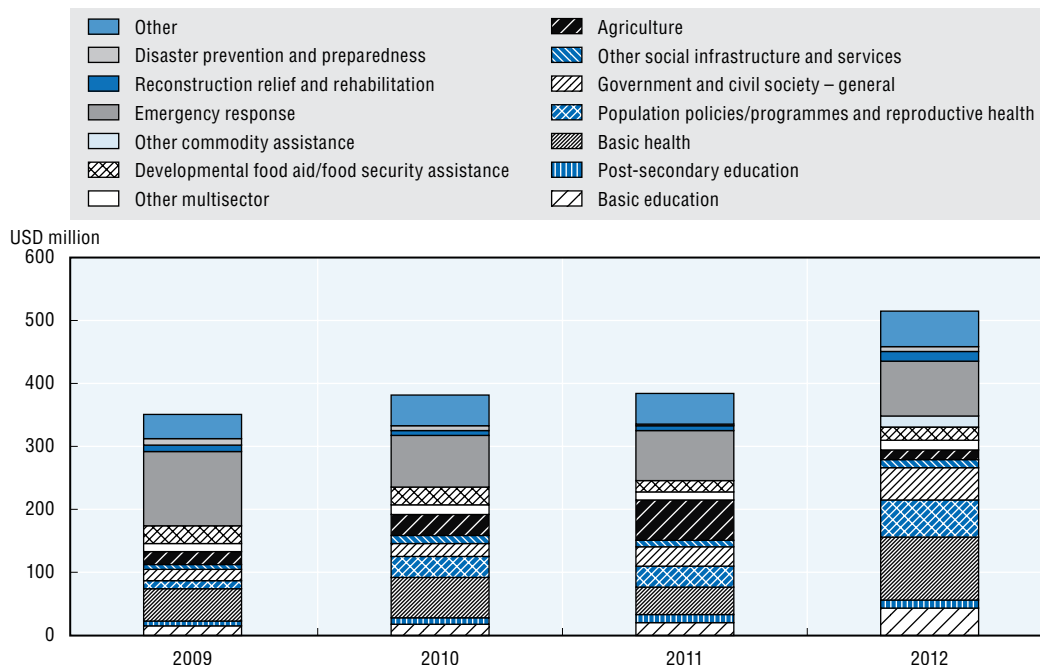 Other
Disaster prevention and preparedness
Reconstruction relief and rehabilitation
Emergency response
Other commodity assistance
Developmental food aid/food security assistance
Other multisector
Agriculture
Other social infrastructure and services
Government and civil society – general
Population policies/programmes and reproductive health
Basic health
Post-secondary education
Basic education
USD million
600
500
400
300
200
100
0
2009 2010 2011 2012